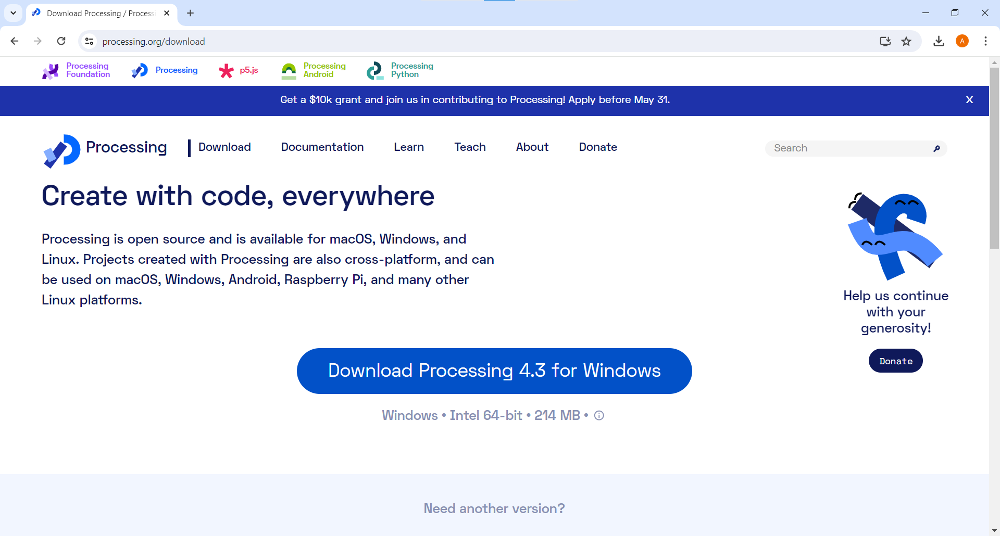 Download Processing / Process
processing.org/download
A
Processing
Foundation
Processing
p5.js
Processing
Android
Processing
Python
Get a $10k grant and join us in contributing to Processing! Apply before May 31.
X
Processing
Download
Documentation
Learn
Teach
About
Donate
Search
Create with code, everywhere
Processing is open source and is available for macOS, Windows, and
Linux. Projects created with Processing are also cross-platform, and can
be used on macOS, Windows, Android, Raspberry Pi, and many other
Linux platforms.
Help us continue
with your
generosity!
Donate
Download Processing 4.3 for Windows
Windows • Intel 64-bit • 214 MB •
Need another version?